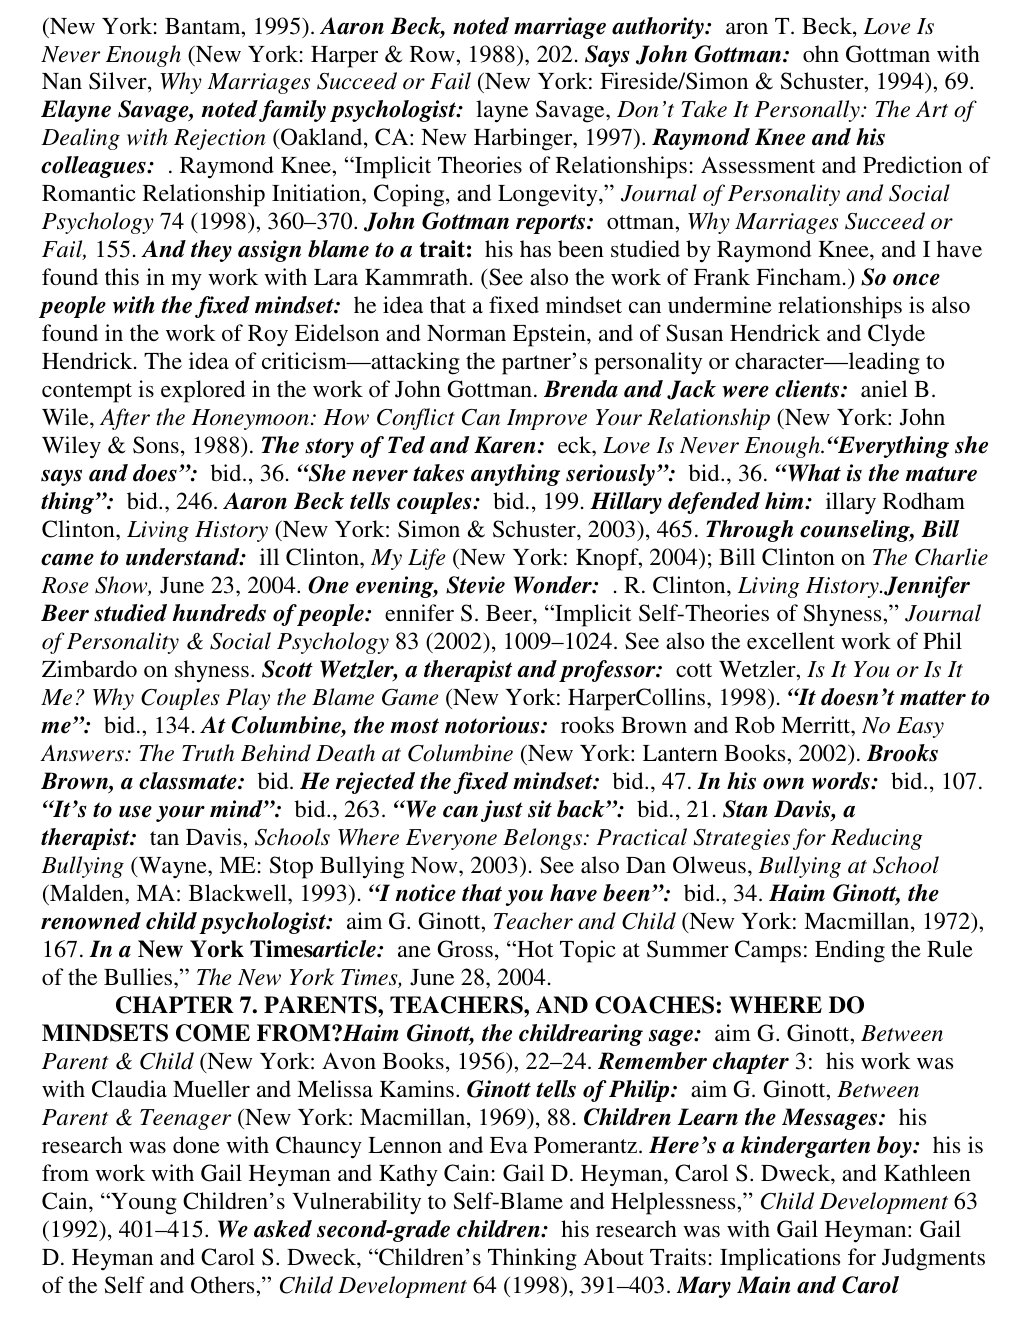 (New York: Bantam, 1995). Aaron Beck, noted marriage authority:  aron T. Beck, Love Is
Never Enough (New York: Harper & Row, 1988), 202. Says John Gottman:  ohn Gottman with
Nan Silver, Why Marriages Succeed or Fail (New York: Fireside/Simon & Schuster, 1994), 69.
Elayne Savage, noted family psychologist:  layne Savage, Don’t Take It Personally: The Art of
Dealing with Rejection (Oakland, CA: New Harbinger, 1997). Raymond Knee and his
colleagues:  . Raymond Knee, “Implicit Theories of Relationships: Assessment and Prediction of
Romantic Relationship Initiation, Coping, and Longevity,” Journal of Personality and Social
Psychology 74 (1998), 360–370. John Gottman reports:  ottman, Why Marriages Succeed or
Fail, 155. And they assign blame to a trait:  his has been studied by Raymond Knee, and I have
found this in my work with Lara Kammrath. (See also the work of Frank Fincham.) So once
people with the fixed mindset:  he idea that a fixed mindset can undermine relationships is also
found in the work of Roy Eidelson and Norman Epstein, and of Susan Hendrick and Clyde
Hendrick. The idea of criticism—attacking the partner’s personality or character—leading to
contempt is explored in the work of John Gottman. Brenda and Jack were clients:  aniel B.
Wile, After the Honeymoon: How Conflict Can Improve Your Relationship (New York: John
Wiley & Sons, 1988). The story of Ted and Karen:  eck, Love Is Never Enough.“Everything she
says and does”:  bid., 36. “She never takes anything seriously”:  bid., 36. “What is the mature
thing”:  bid., 246. Aaron Beck tells couples:  bid., 199. Hillary defended him:  illary Rodham
Clinton, Living History (New York: Simon & Schuster, 2003), 465. Through counseling, Bill
came to understand:  ill Clinton, My Life (New York: Knopf, 2004); Bill Clinton on The Charlie
Rose Show, June 23, 2004. One evening, Stevie Wonder:  . R. Clinton, Living History.Jennifer
Beer studied hundreds of people:  ennifer S. Beer, “Implicit Self-Theories of Shyness,” Journal
of Personality & Social Psychology 83 (2002), 1009–1024. See also the excellent work of Phil
Zimbardo on shyness. Scott Wetzler, a therapist and professor:  cott Wetzler, Is It You or Is It
Me? Why Couples Play the Blame Game (New York: HarperCollins, 1998). “It doesn’t matter to
me”:  bid., 134. At Columbine, the most notorious:  rooks Brown and Rob Merritt, No Easy
Answers: The Truth Behind Death at Columbine (New York: Lantern Books, 2002). Brooks
Brown, a classmate:  bid. He rejected the fixed mindset:  bid., 47. In his own words:  bid., 107.
“It’s to use your mind”:  bid., 263. “We can just sit back”:  bid., 21. Stan Davis, a
therapist:  tan Davis, Schools Where Everyone Belongs: Practical Strategies for Reducing
Bullying (Wayne, ME: Stop Bullying Now, 2003). See also Dan Olweus, Bullying at School
(Malden, MA: Blackwell, 1993). “I notice that you have been”:  bid., 34. Haim Ginott, the
renowned child psychologist:  aim G. Ginott, Teacher and Child (New York: Macmillan, 1972),
167. In a New York Timesarticle:  ane Gross, “Hot Topic at Summer Camps: Ending the Rule
of the Bullies,” The New York Times, June 28, 2004.
CHAPTER 7. PARENTS, TEACHERS, AND COACHES: WHERE DO
MINDSETS COME FROM?Haim Ginott, the childrearing sage:  aim G. Ginott, Between
Parent & Child (New York: Avon Books, 1956), 22–24. Remember chapter 3:  his work was
with Claudia Mueller and Melissa Kamins. Ginott tells of Philip:  aim G. Ginott, Between
Parent & Teenager (New York: Macmillan, 1969), 88. Children Learn the Messages:  his
research was done with Chauncy Lennon and Eva Pomerantz. Here’s a kindergarten boy:  his is
from work with Gail Heyman and Kathy Cain: Gail D. Heyman, Carol S. Dweck, and Kathleen
Cain, “Young Children’s Vulnerability to Self-Blame and Helplessness,” Child Development 63
(1992), 401–415. We asked second-grade children:  his research was with Gail Heyman: Gail
D. Heyman and Carol S. Dweck, “Children’s Thinking About Traits: Implications for Judgments
of the Self and Others,” Child Development 64 (1998), 391–403. Mary Main and Carol